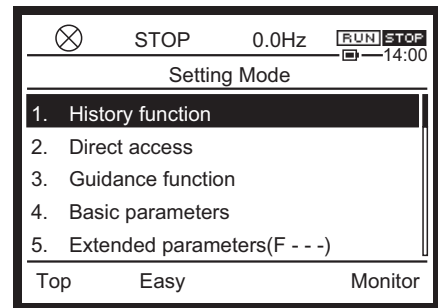 STOP 0.0Hz RUN STOP
14:00
Setting Mode
1. History function
2. Direct access
3. Guidance function
4. Basic parameters
5. Extended parameters(F - - -)
Top Easy Monitor